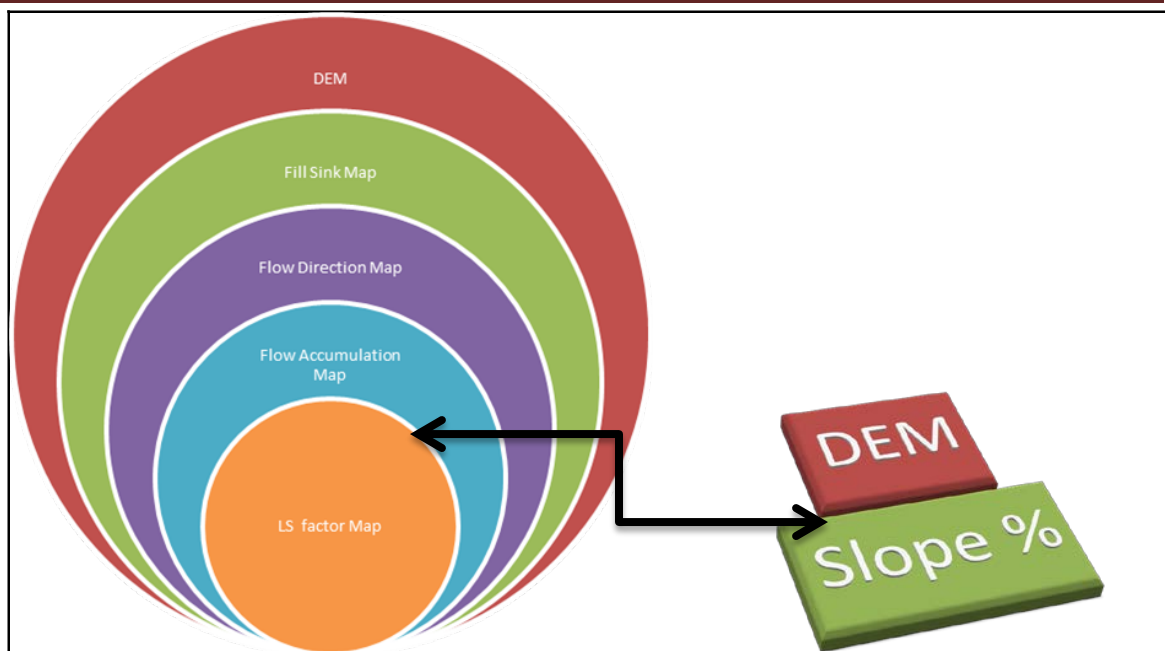 DEM
Fill Sink Map
Flow Direction Map
Flow Accumulation
Map
LS factor Map
DEM
Slope %